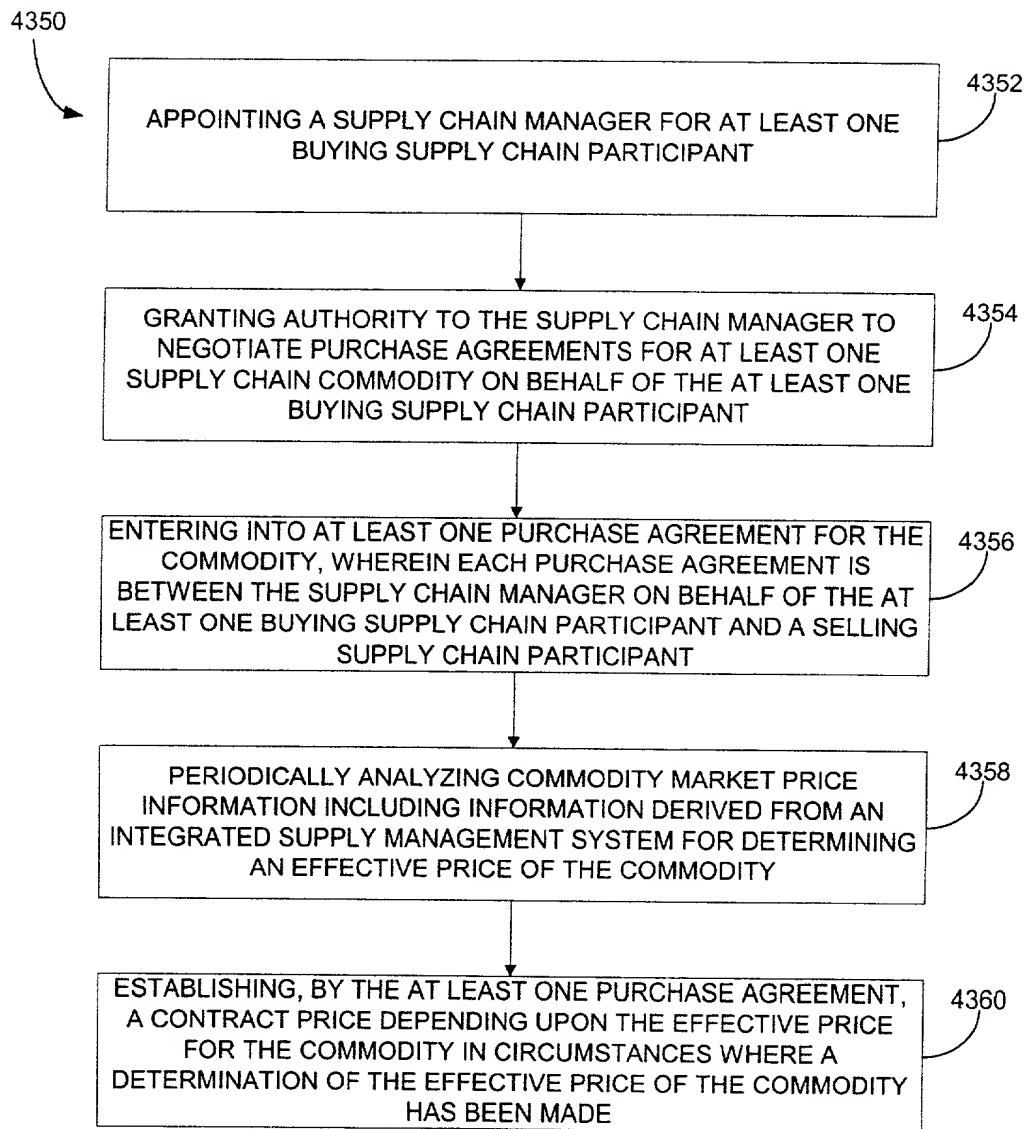 4350
4352
APPOINTING A SUPPLY CHAIN MANAGER FOR AT LEAST ONE
BUYING SUPPLY CHAIN PARTICIPANT
4354
GRANTING AUTHORITY TO THE SUPPLY CHAIN MANAGER TO
NEGOTIATE PURCHASE AGREEMENTS FOR AT LEAST ONE
SUPPLY CHAIN COMMODITY ON BEHALF OF THE AT LEAST ONE
BUYING SUPPLY CHAIN PARTICIPANT
4356
ENTERING INTO AT LEAST ONE PURCHASE AGREEMENT FOR THE
COMMODITY, WHEREIN EACH PURCHASE AGREEMENT IS
BETWEEN THE SUPPLY CHAIN MANAGER ON BEHALF OF THE AT
LEAST ONE BUYING SUPPLY CHAIN PARTICIPANT AND A SELLING
SUPPLY CHAIN PARTICIPANT
4358
PERIODICALLY ANALYZING COMMODITY MARKET PRICE
INFORMATION INCLUDING INFORMATION DERIVED FROM AN
INTEGRATED SUPPLY MANAGEMENT SYSTEM FOR DETERMINING
AN EFFECTIVE PRICE OF THE COMMODITY
4360
ESTABLISHING, BY THE AT LEAST ONE PURCHASE AGREEMENT,
A CONTRACT PRICE DEPENDING UPON THE EFFECTIVE PRICE
FOR THE COMMODITY IN CIRCUMSTANCES WHERE A
DETERMINATION OF THE EFFECTIVE PRICE OF THE COMMODITY
HAS BEEN MADE